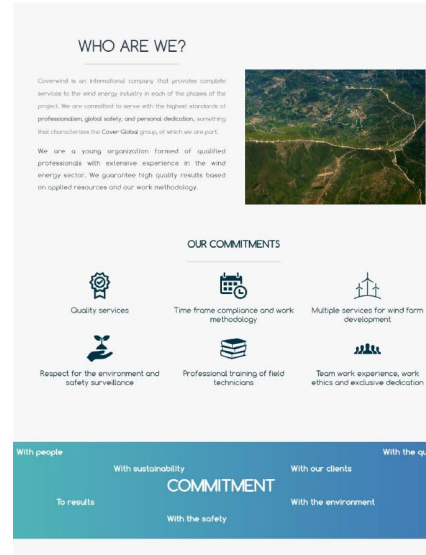 WHO ARE WE?
Coverwind is an international company that provides complete
services to the wind energy industry in each of the phases of the
project. We are committed to serve with the highest standards of
professionalism, global safety, and personal dedication, something
that characterizes the Cover Global group, of which we are part.
We are a young organization formed of qualified
professionals with extensive experience in the wind
energy sector. We guarantee high quality results based
on applied resources and our work methodology.
OUR COMMITMENTS
Quality services
Time frame compliance and work
methodology
Multiple services for wind farm
development
Respect for the environment and
safety surveillance
Professional training of field
technicians
Team work experience, work
ethics and exclusive dedication
With people
With the qu
With sustainability
With our clients
COMMITMENT
To results
With the environment
With the safety